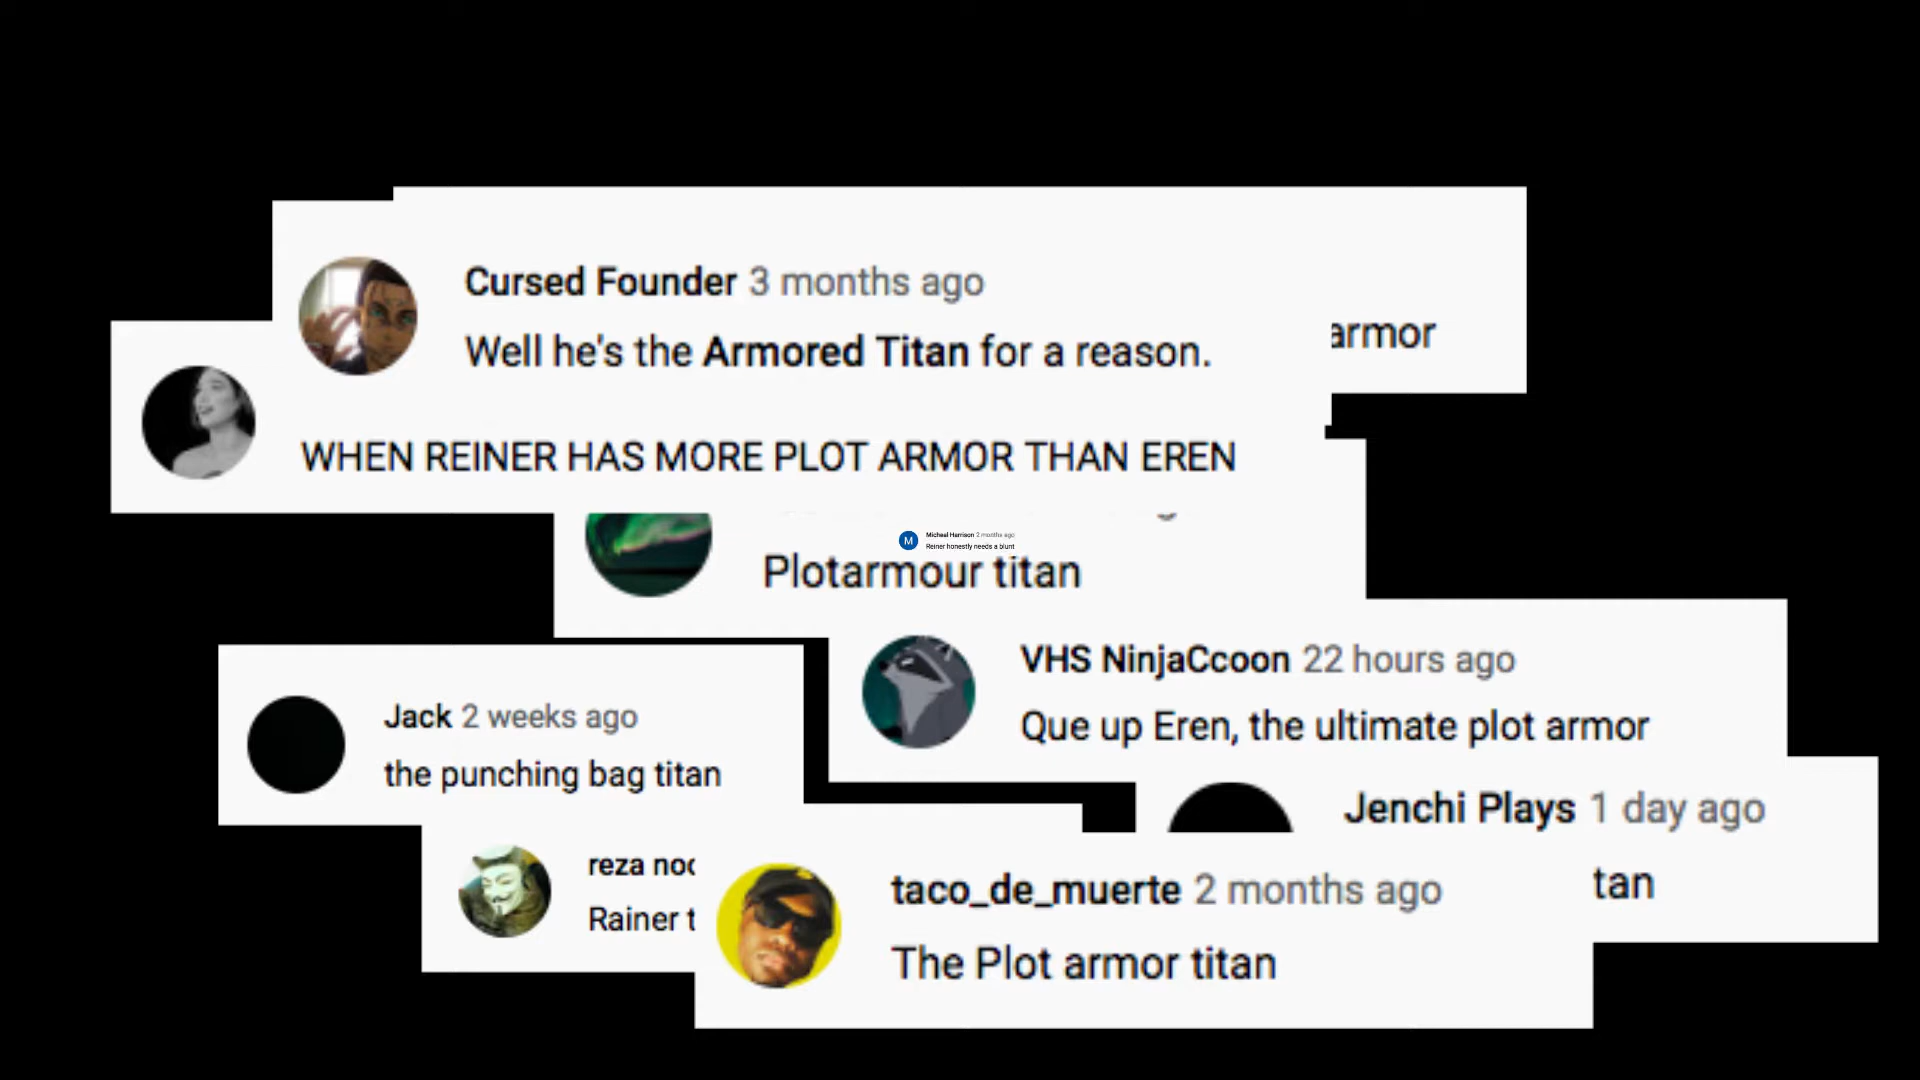 Cursed Founder 3 months ago
Well he's the Armored Titan for a reason.
armor
WHEN REINER HAS MORE PLOT ARMOR THAN EREN
Micheal Harrison 2 months ago
Reiner honestly needs a blunt
Plotarmour titan
VHS NinjaCcoon 22 hours ago
Que up Eren, the ultimate plot armor
Jack 2 weeks ago
the punching bag titan
Jenchi Plays 1 day ago
tan
reza noo
Rainer t
taco_de_muerte 2 months ago
The Plot armor titan